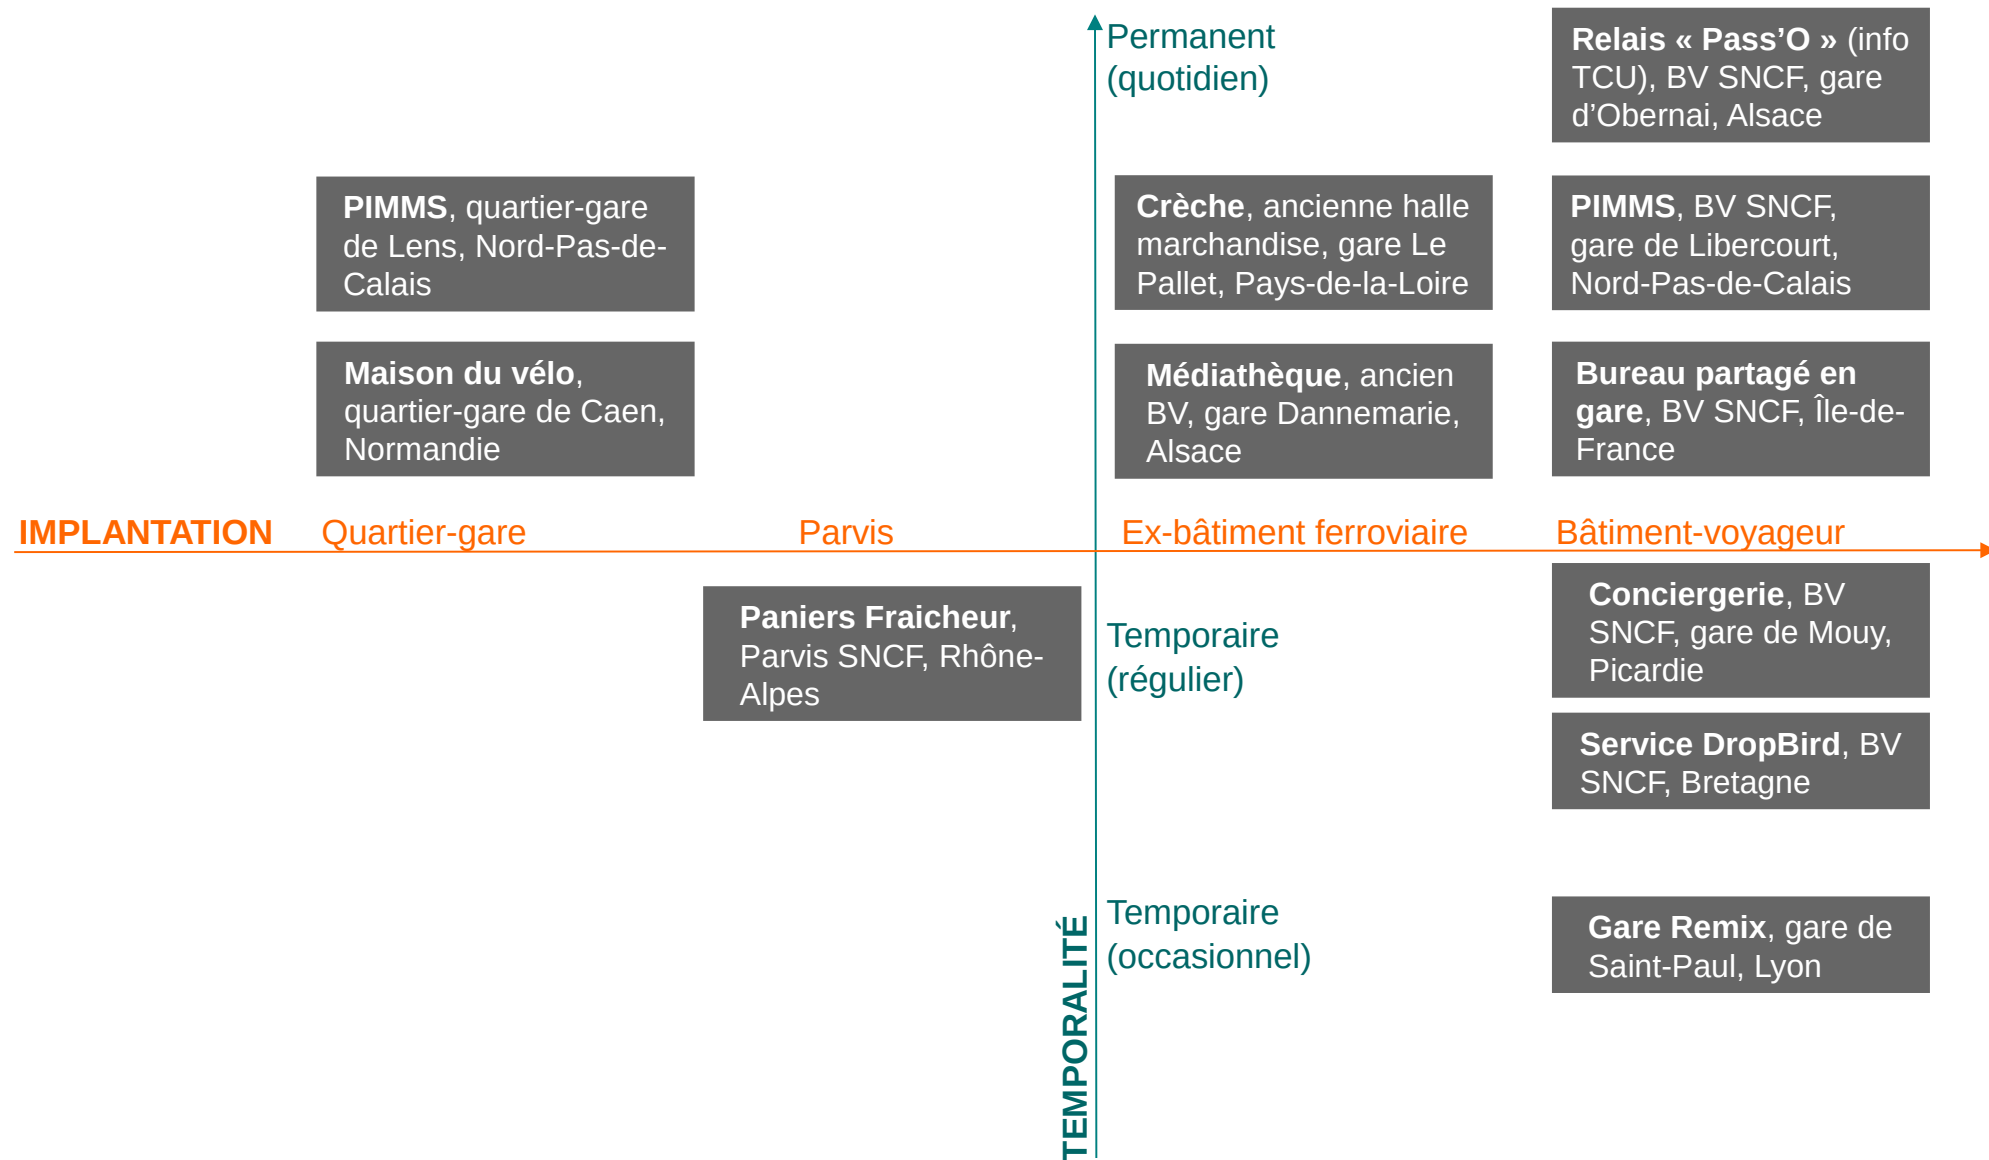 Permanent
(quotidien)
Relais « Pass’O » (info
TCU), BV SNCF, gare
d’Obernai, Alsace
PIMMS, quartier-gare
de Lens, Nord-Pas-de-
Calais
Crèche, ancienne halle
marchandise, gare Le
Pallet, Pays-de-la-Loire
PIMMS, BV SNCF,
gare de Libercourt,
Nord-Pas-de-Calais
Maison du vélo,
quartier-gare de Caen,
Normandie
Médiathèque, ancien
BV, gare Dannemarie,
Alsace
Bureau partagé en
gare, BV SNCF, Île-de-
France
IMPLANTATION
Quartier-gare
Parvis
Ex-bâtiment ferroviaire
Bâtiment-voyageur
Paniers Fraicheur,
Parvis SNCF, Rhône-
Alpes
Temporaire
(régulier)
Conciergerie, BV
SNCF, gare de Mouy,
Picardie
Service DropBird, BV
SNCF, Bretagne
Temporaire
(occasionnel)
Gare Remix, gare de
Saint-Paul, Lyon
TEMPORALITÉ